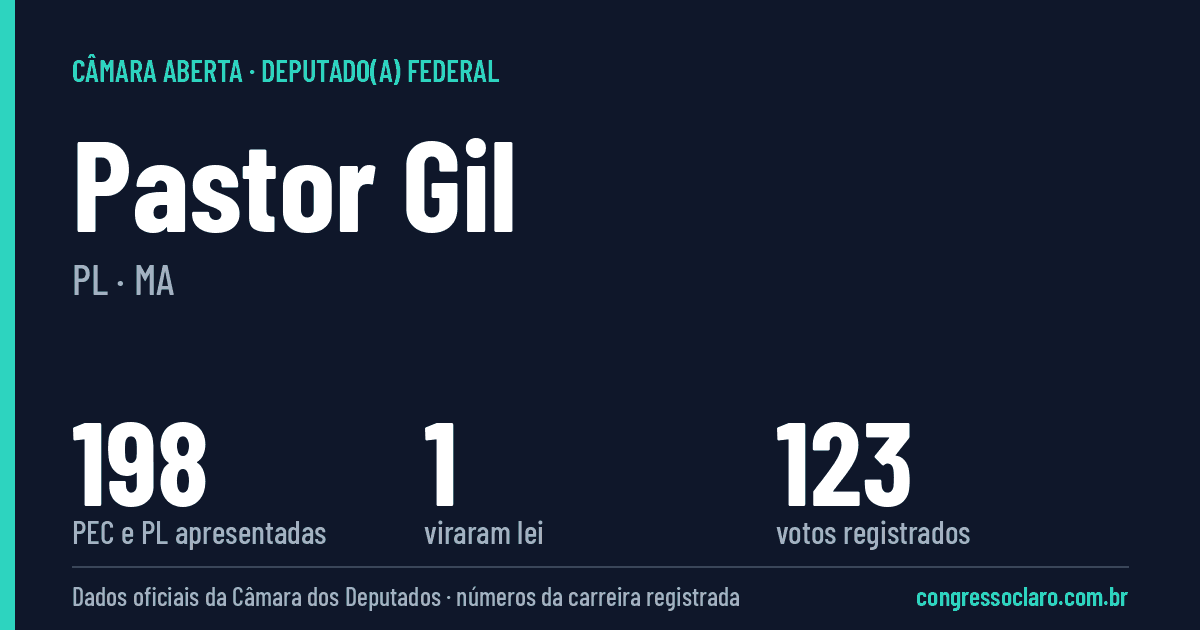 CÂMARA ABERTA · DEPUTADO(A) FEDERAL
Pastor Gil
PL · MA
198
PEC e PL apresentadas
1
viraram lei
123
votos registrados
Dados oficiais da Câmara dos Deputados · números da carreira registrada
congressoclaro.com.br